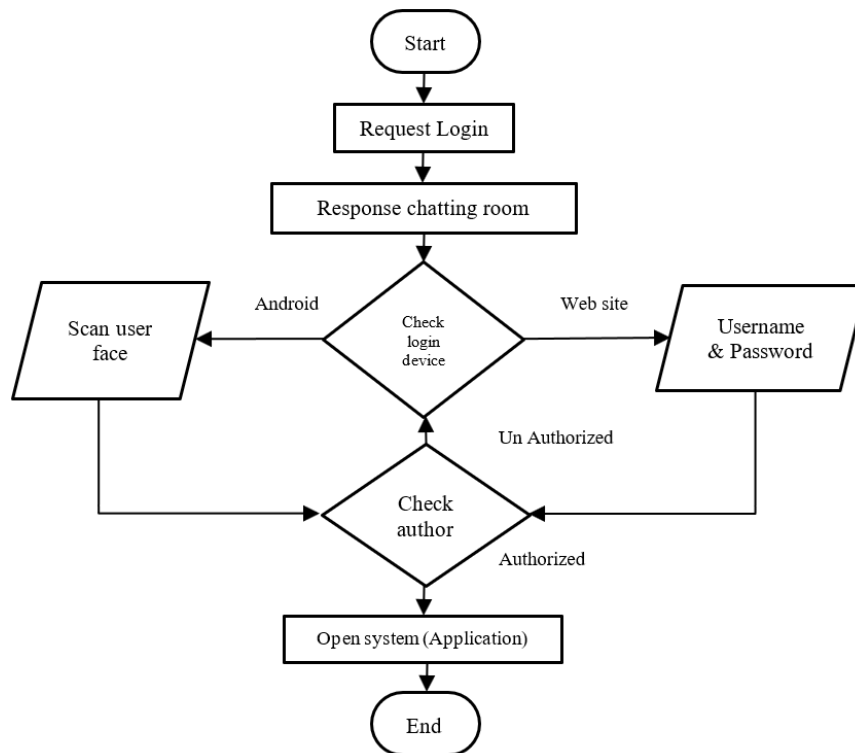 Start
Request Login
Response chatting room
Android
Web site
Scan user
face
Check
login
device
Username
& Password
Un Authorized
Check
author
Authorized
Open system (Application)
End